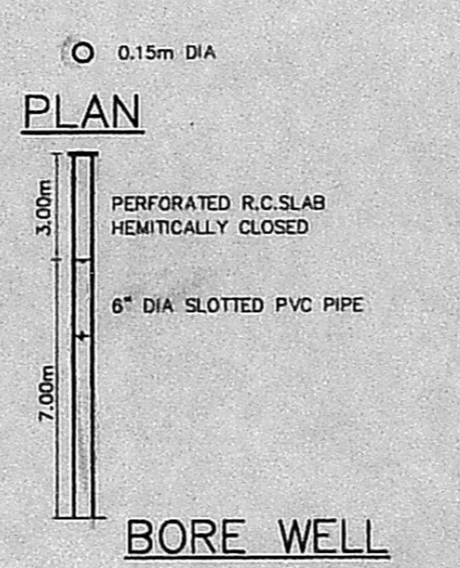 0.15m DIA
PLAN
3.00m
PERFORATED R.C.SLAB
HEMITICALLY CLOSED
6" DIA SLOTTED PVC PIPE
7.00m
BORE WELL